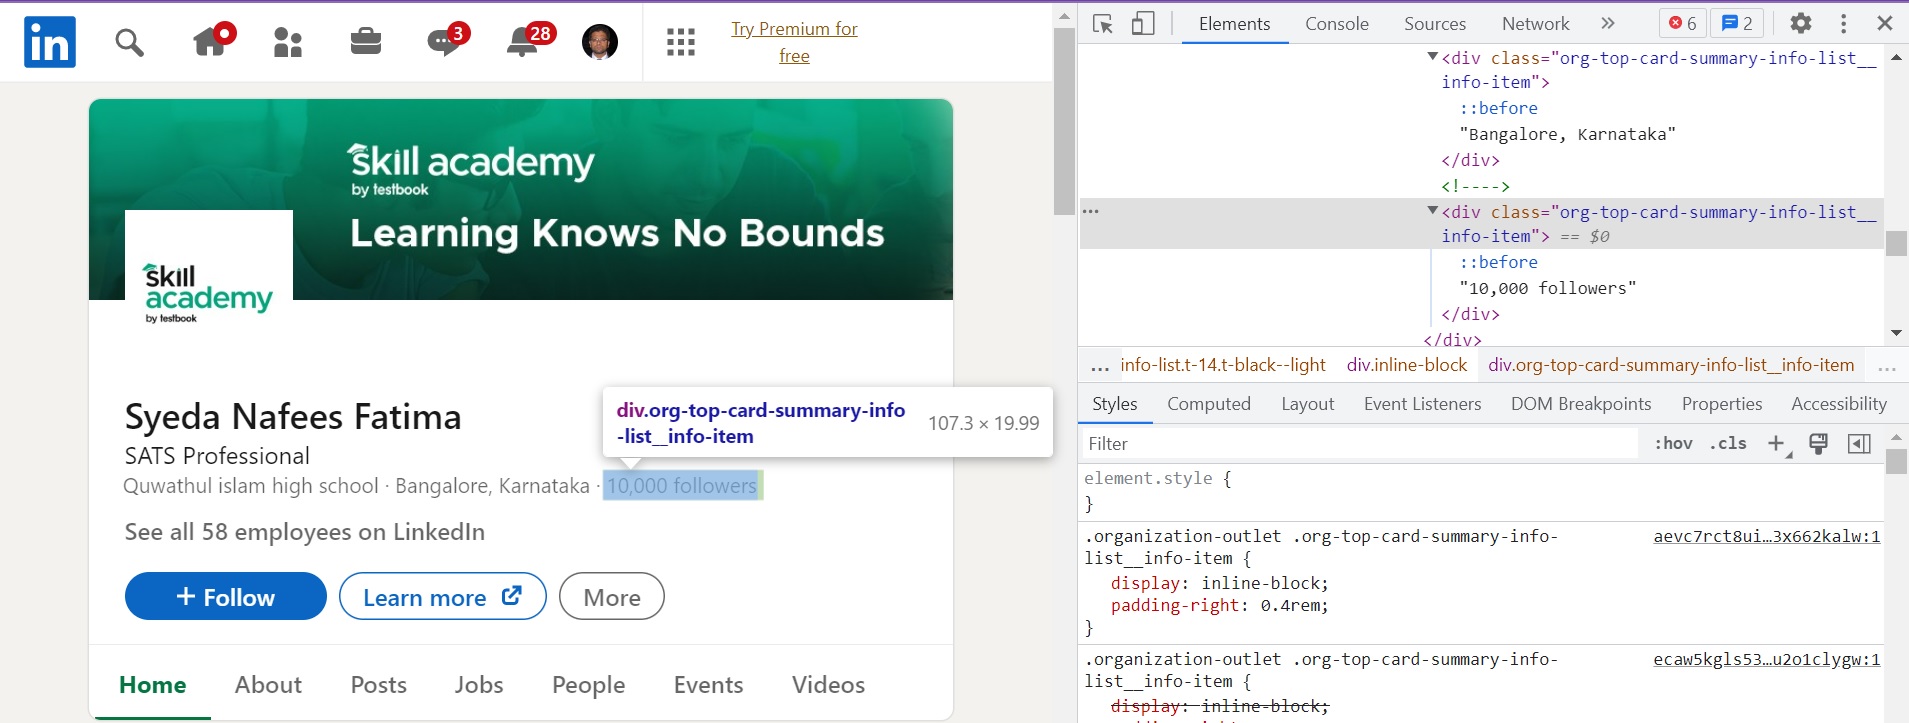 in
3
28
Try Premium for
free
skill academy
by testbook
Learning Knows No Bounds
skill
academy
by testbook
Syeda Nafees Fatima
SATS Professional
Quwathul islam high school · Bangalore, Karnataka · 10,000 followers
div.org-top-card-summary-info
-list__info-item
107.3 × 19.99
See all 58 employees on LinkedIn
+ Follow
Learn more
More
Home About Posts Jobs People Events Videos
Elements Console Sources Network » 6 2
▼<div class="org-top-card-summary-info-list__
info-item">
::before
"Bangalore, Karnataka"
</div>
<!---->
… ▼<div class="org-top-card-summary-info-list__
info-item"> == $0
::before
"10,000 followers"
</div>
</div>
… info-list.t-14.t-black--light div.inline-block div.org-top-card-summary-info-list__info-item …
Styles Computed Layout Event Listeners DOM Breakpoints Properties Accessibility
Filter :hov .cls +
element.style {
}
.organization-outlet .org-top-card-summary-info- aevc7rct8ui…3x662kalw:1
list__info-item {
display: inline-block;
padding-right: 0.4rem;
}
.organization-outlet .org-top-card-summary-info- ecaw5kgls53…u2o1clygw:1
list__info-item {
display: inline-block;